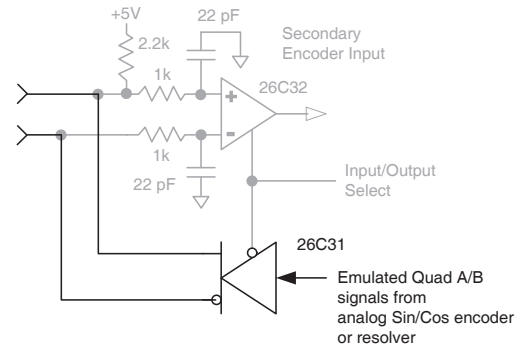 +5V
22 pF
2.2k
Secondary
Encoder Input
1k
26C32
+
-
1k
22 pF
Input/Output
Select
26C31
Emulated Quad A/B
signals from
analog Sin/Cos encoder
or resolver